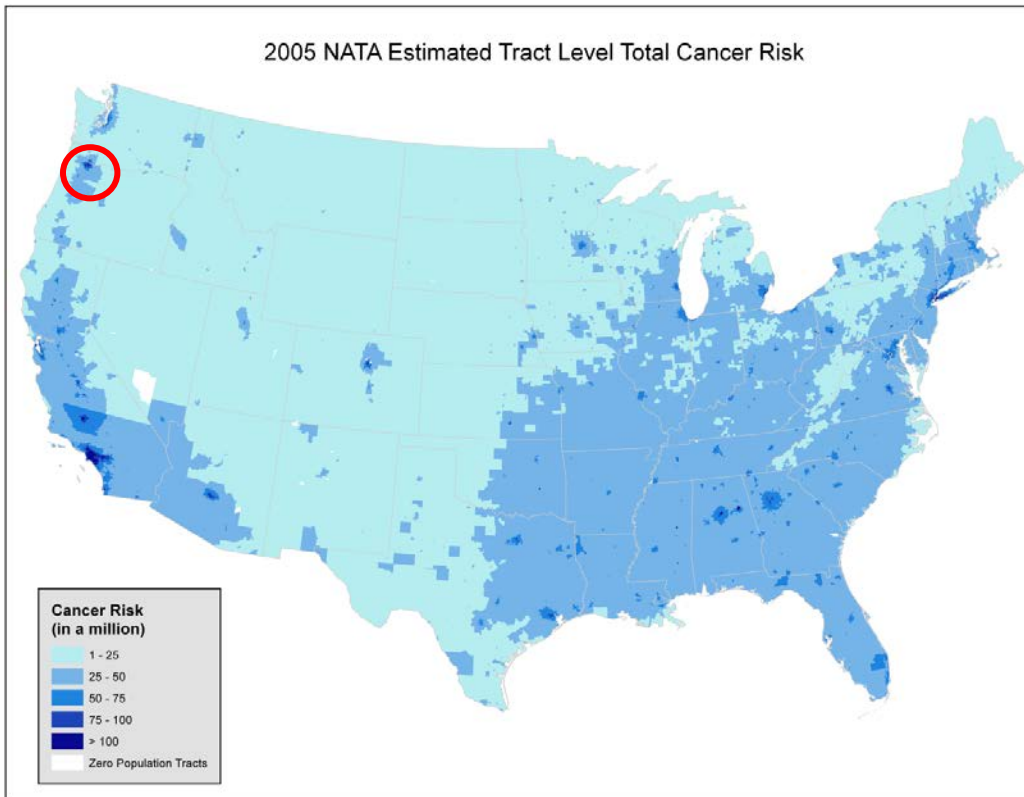 2005 NATA Estimated Tract Level Total Cancer Risk
Cancer Risk
(in a million)
1 - 25
25 - 50
50 - 75
75 - 100
> 100
Zero Population Tracts